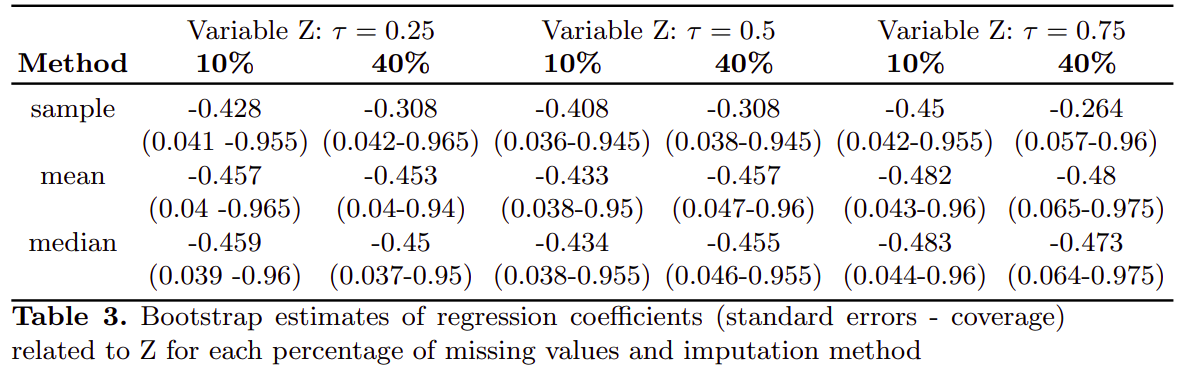 Variable Z: τ = 0.25 Variable Z: τ = 0.5 Variable Z: τ = 0.75
Method 10% 40% 10% 40% 10% 40%
sample -0.428 -0.308 -0.408 -0.308 -0.45 -0.264
(0.041 -0.955) (0.042-0.965) (0.036-0.945) (0.038-0.945) (0.042-0.955) (0.057-0.96)
mean -0.457 -0.453 -0.433 -0.457 -0.482 -0.48
(0.04 -0.965) (0.04-0.94) (0.038-0.95) (0.047-0.96) (0.043-0.96) (0.065-0.975)
median -0.459 -0.45 -0.434 -0.455 -0.483 -0.473
(0.039 -0.96) (0.037-0.95) (0.038-0.955) (0.046-0.955) (0.044-0.96) (0.064-0.975)
Table 3. Bootstrap estimates of regression coefficients (standard errors - coverage)
related to Z for each percentage of missing values and imputation method